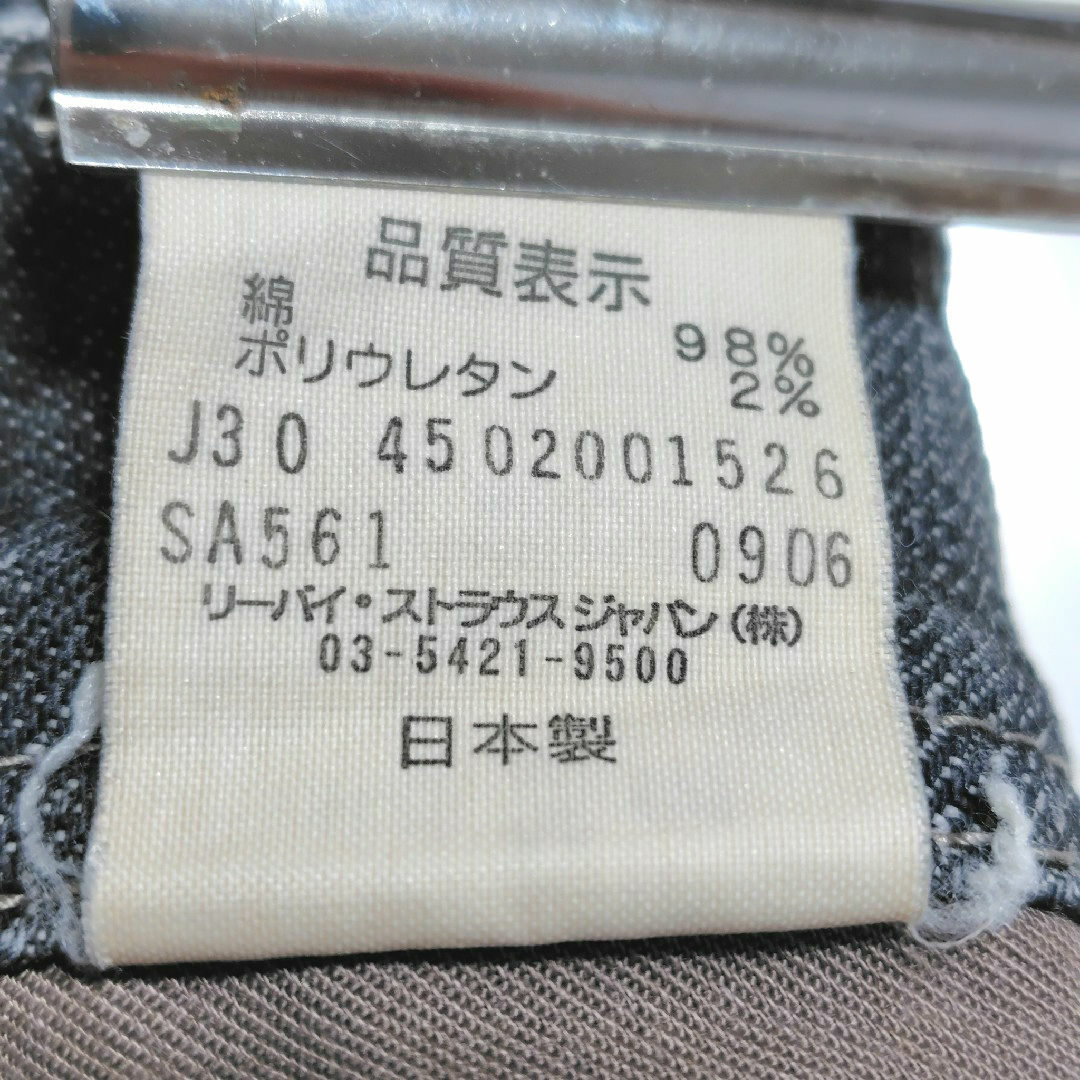 品質表示
綿 98%
ポリウレタン 2%
J30 4502001526
SA561 0906
リーバイ・ストラウスジャパン(株)
03-5421-9500
日本製